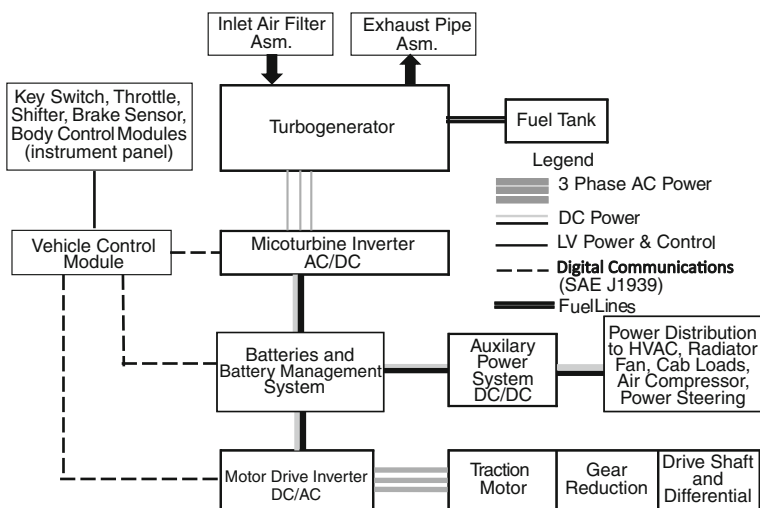 Inlet Air Filter
Asm.
Exhaust Pipe
Asm.
Key Switch, Throttle,
Shifter, Brake Sensor,
Body Control Modules
(instrument panel)
Turbogenerator
Fuel Tank
Legend
3 Phase AC Power
DC Power
LV Power & Control
Digital Communications
(SAE J1939)
Fuel Lines
Vehicle Control
Module
Micoturbine Inverter
AC/DC
Batteries and
Battery Management
System
Auxilary
Power
System
DC/DC
Power Distribution
to HVAC, Radiator
Fan, Cab Loads,
Air Compressor,
Power Steering
Motor Drive Inverter
DC/AC
Traction
Motor
Gear
Reduction
Drive Shaft
and
Differential